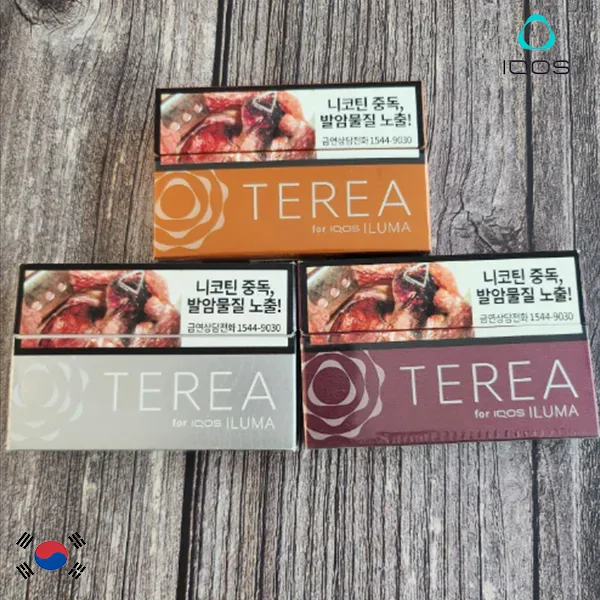 IQOS
니코틴 중독,
발암물질 노출!
금연상담전화 1544-9030
TEREA
for IQOS ILUMA
니코틴 중독,
발암물질 노출!
금연상담전화 1544-9030
TEREA
for IQOS ILUMA
니코틴 중독,
발암물질 노출!
금연상담전화 1544-9030
TEREA
for IQOS ILUMA